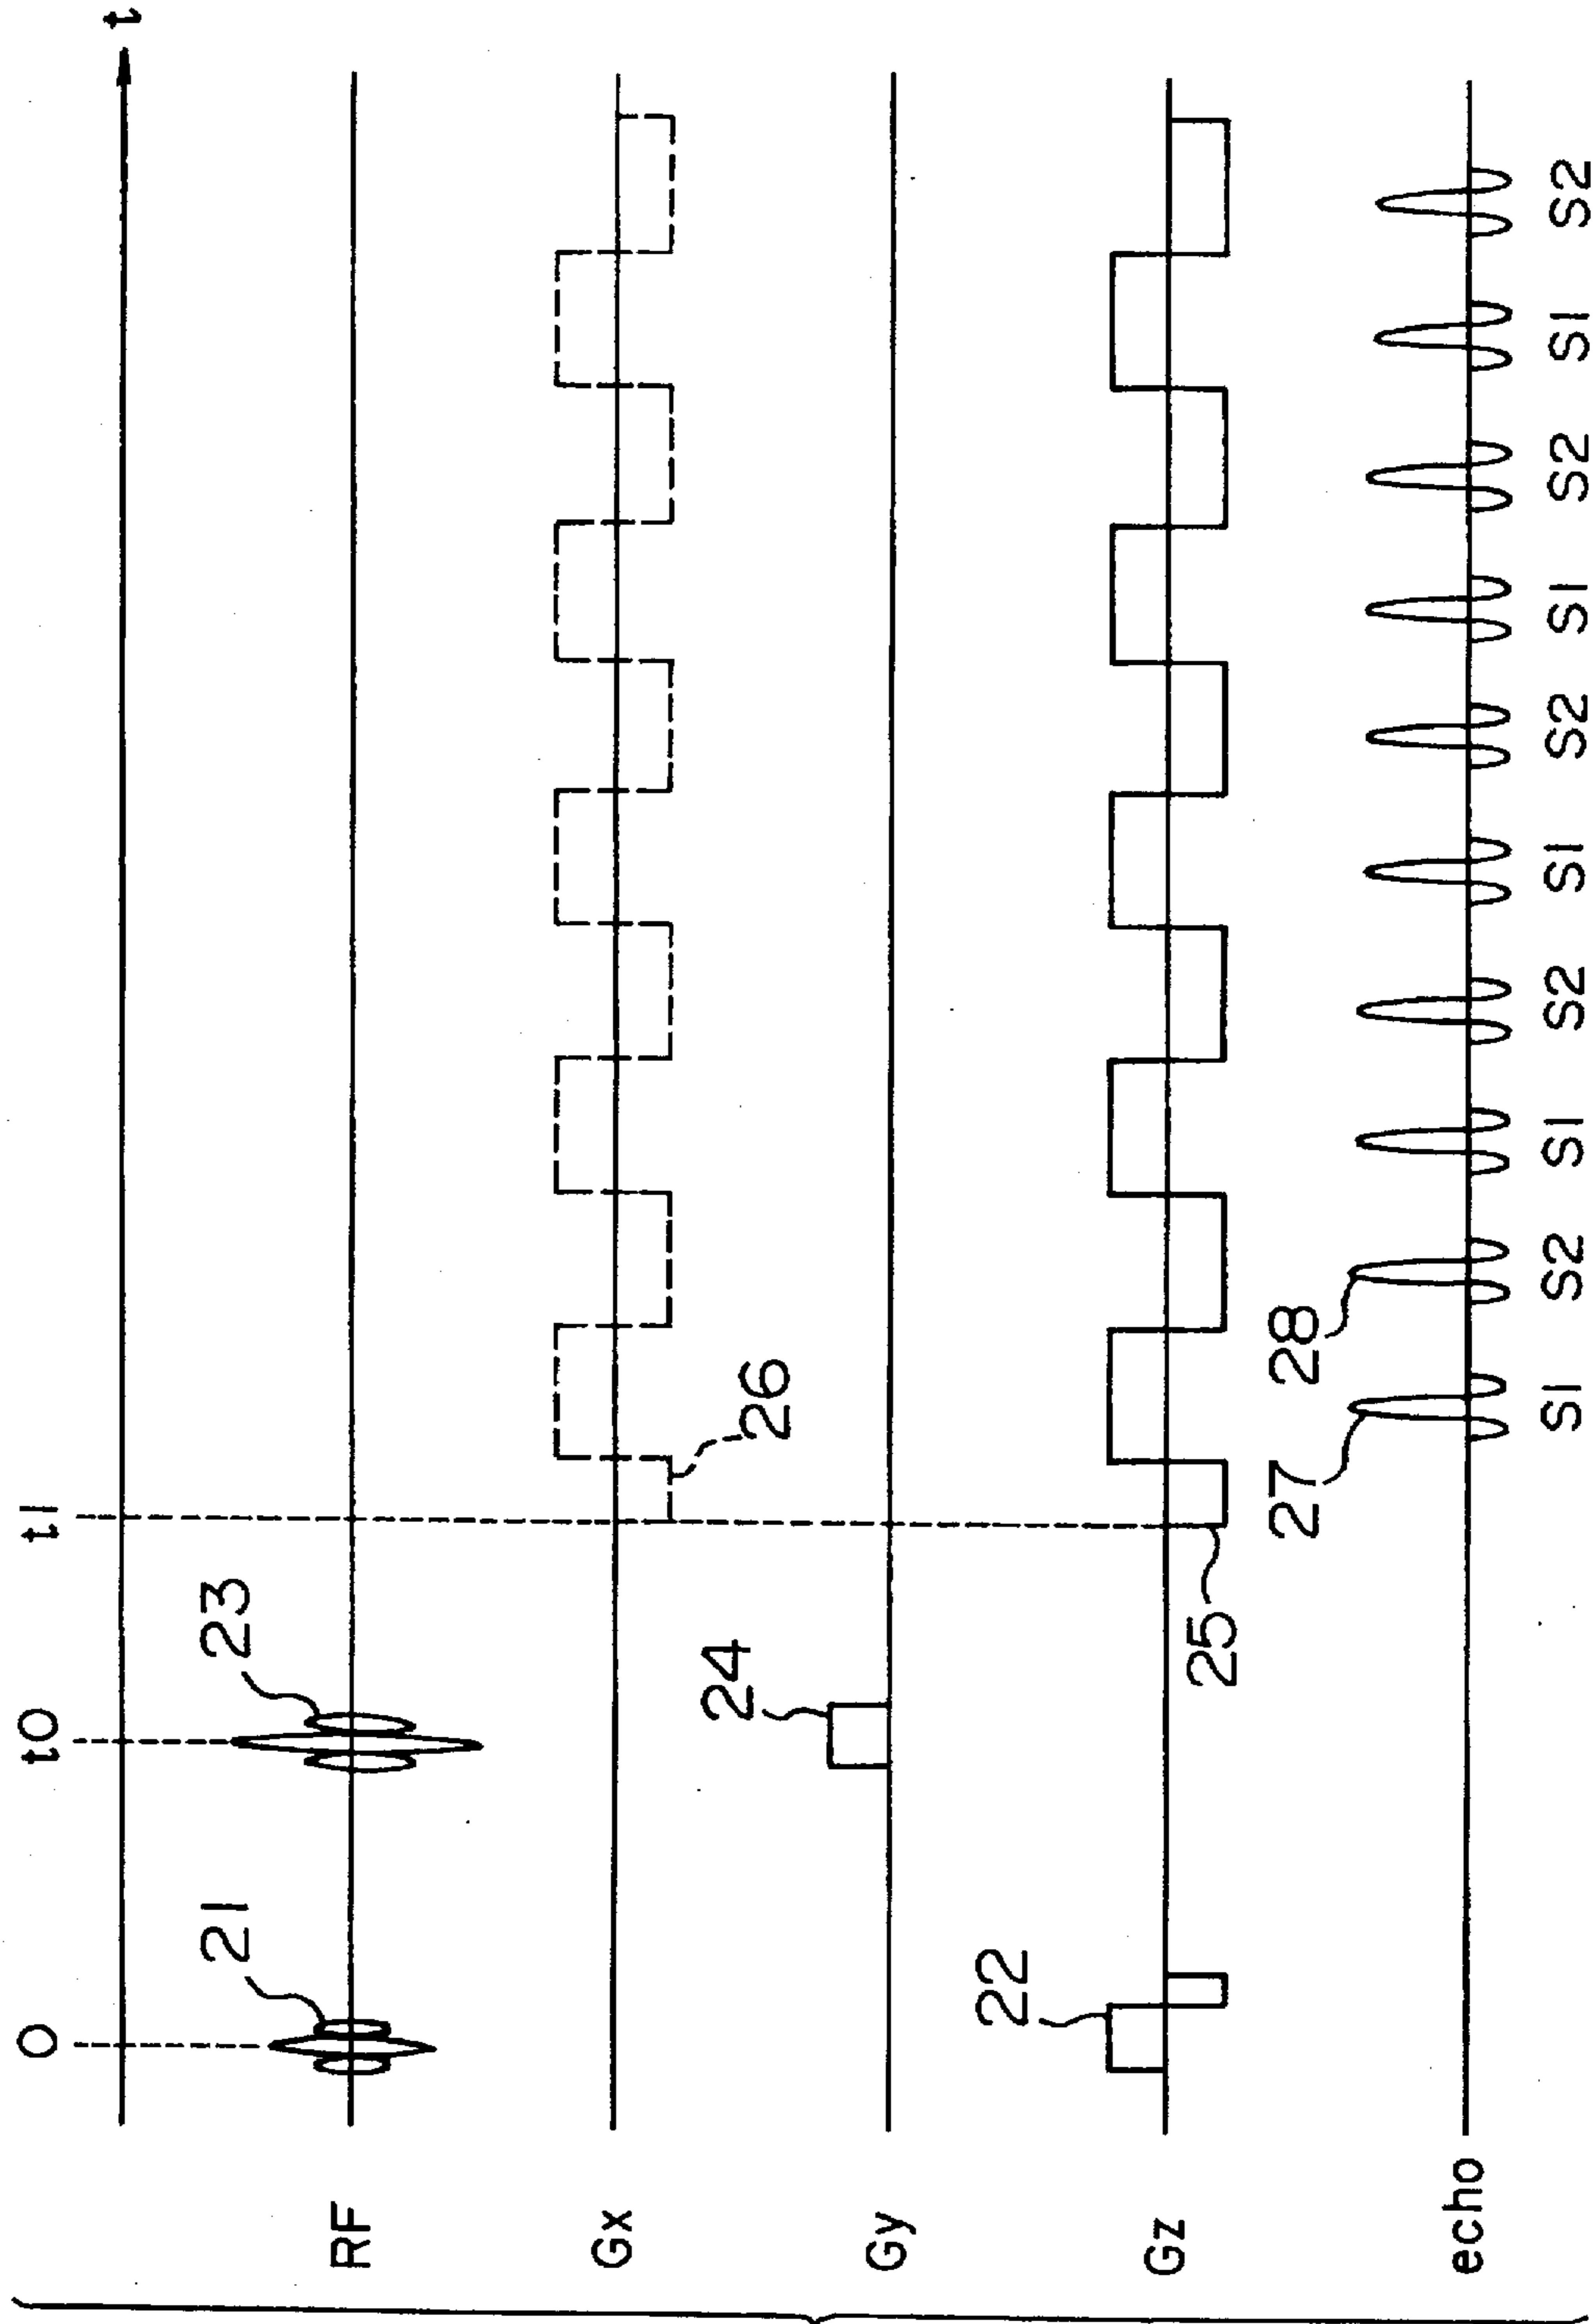 0 t0 t1 t
RF 21 23
Gx 26
Gy 24
Gz 22 25
echo 27 28
S1 S2 S1 S2 S1 S2 S1 S2 S1 S2